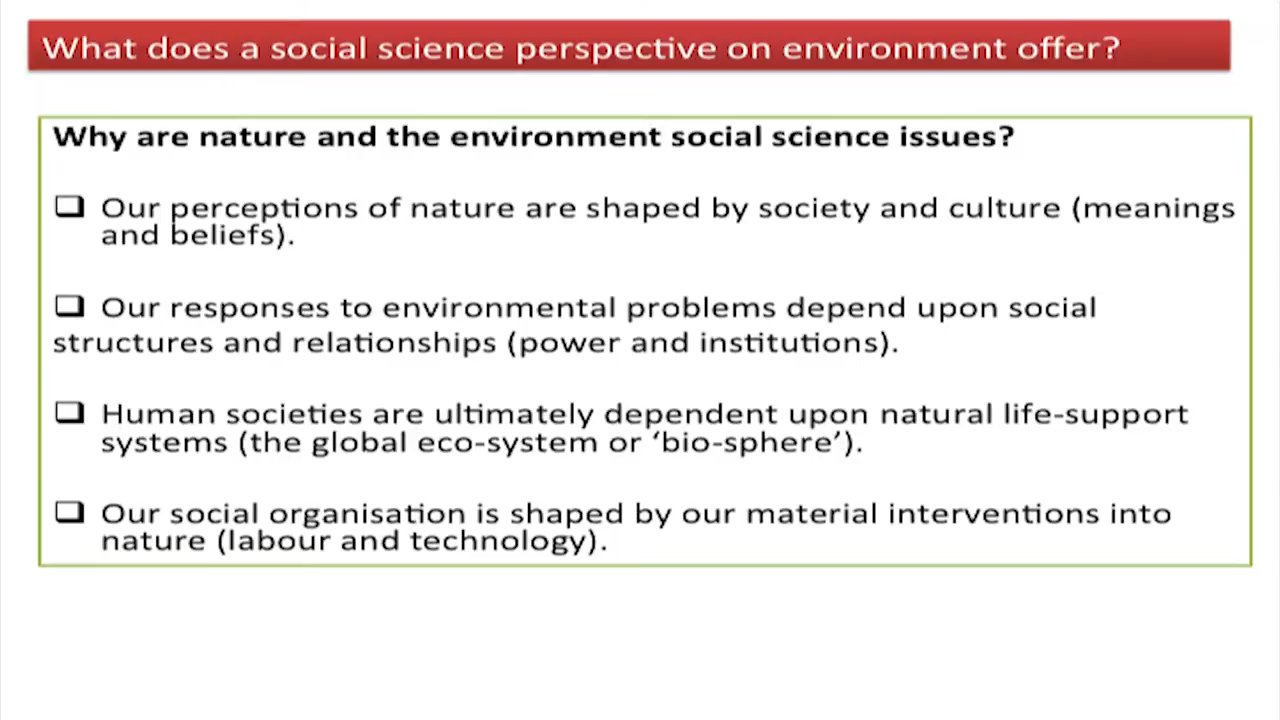 What does a social science perspective on environment offer?
Why are nature and the environment social science issues?
❑ Our perceptions of nature are shaped by society and culture (meanings
and beliefs).
❑ Our responses to environmental problems depend upon social
structures and relationships (power and institutions).
❑ Human societies are ultimately dependent upon natural life-support
systems (the global eco-system or ‘bio-sphere’).
❑ Our social organisation is shaped by our material interventions into
nature (labour and technology).